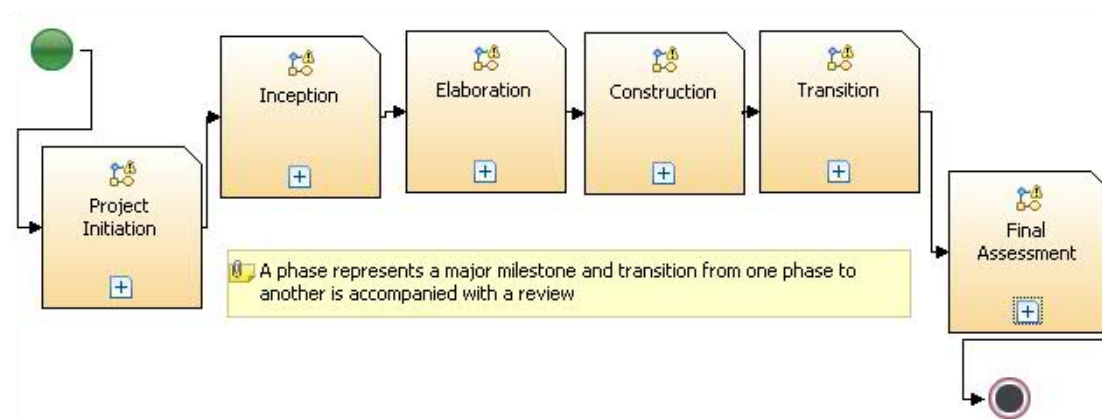 Project
Initiation
Inception
Elaboration
Construction
Transition
Final
Assessment
A phase represents a major milestone and transition from one phase to
another is accompanied with a review